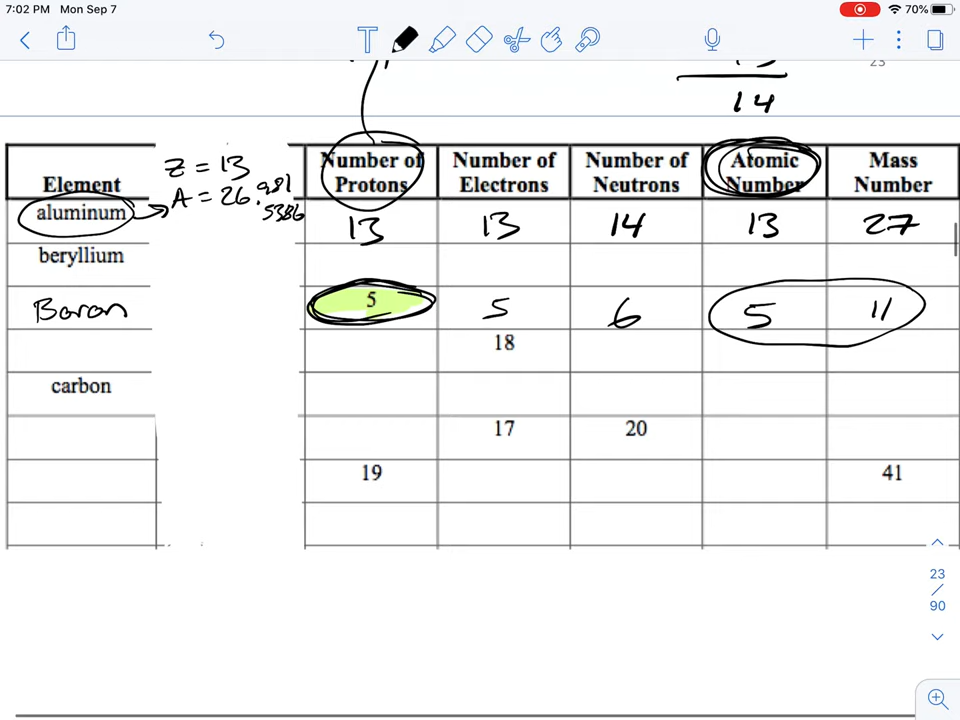 7:02 PM Mon Sep 7
70%
T
23
14
Element
Z = 13
A = 26.981
5386
Number of Protons
Number of Electrons
Number of Neutrons
Atomic Number
Mass Number
aluminum 13 13 14 13 27
beryllium
Boron 5 5 6 5 11
18
carbon
17 20
19 41
23
/
90